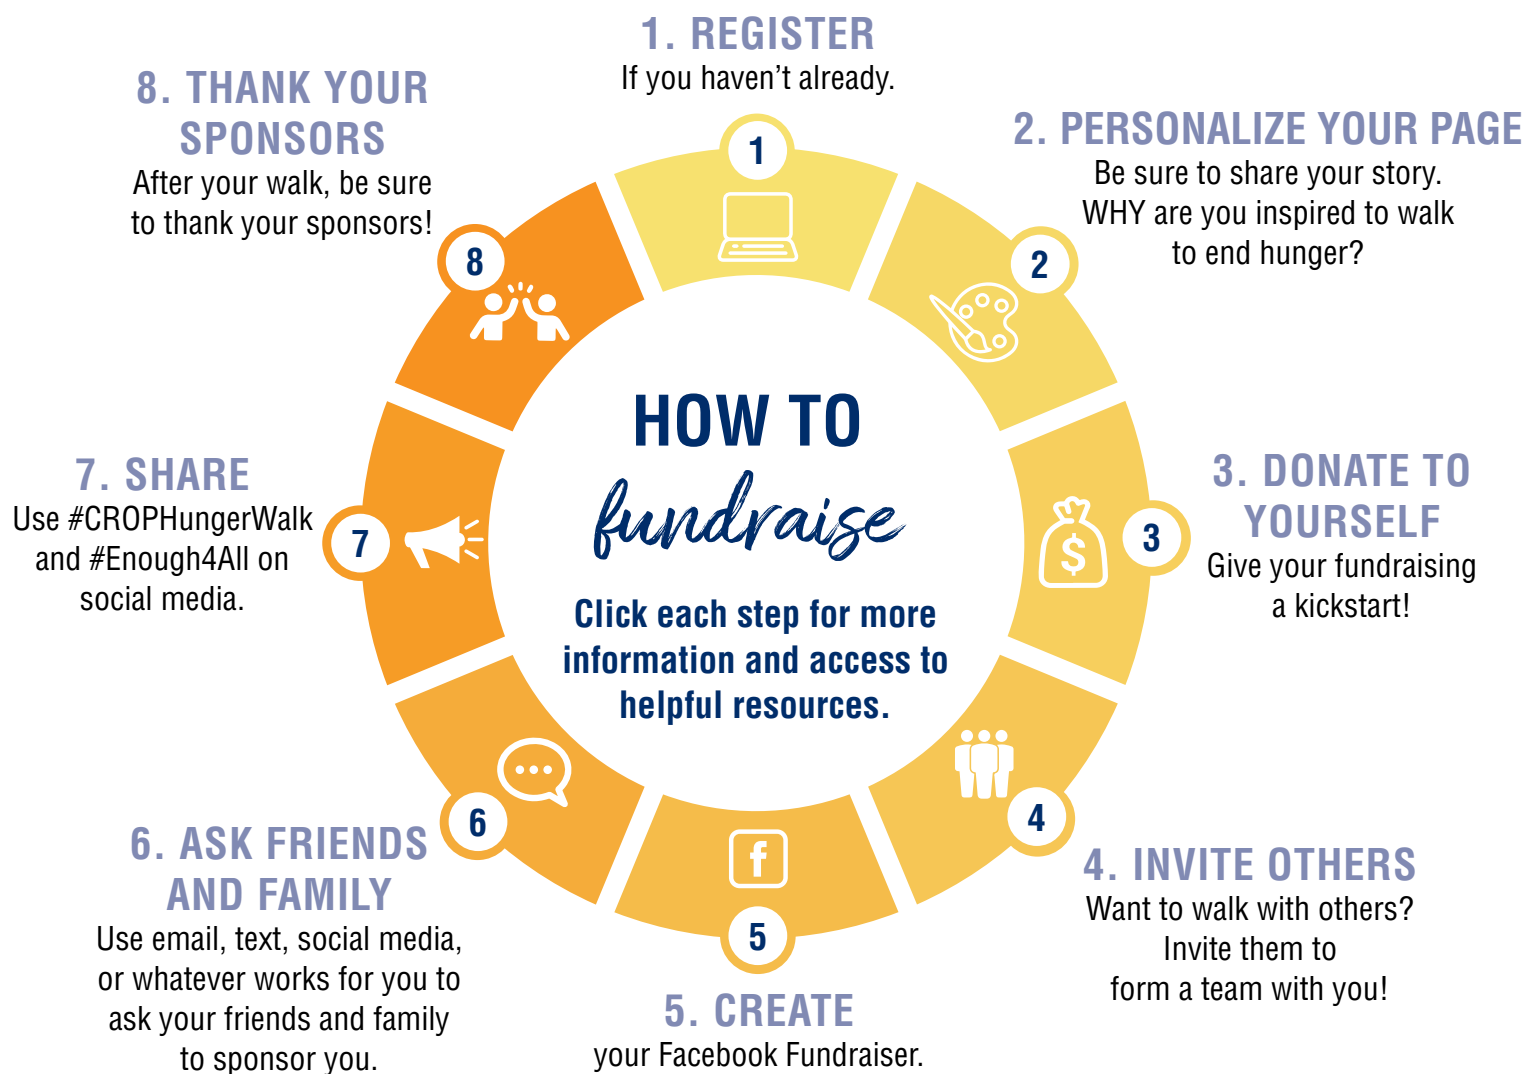 1. REGISTER
If you haven't already.
2. PERSONALIZE YOUR PAGE
Be sure to share your story.
WHY are you inspired to walk
to end hunger?
3. DONATE TO
YOURSELF
Give your fundraising
a kickstart!
4. INVITE OTHERS
Want to walk with others?
Invite them to
form a team with you!
5. CREATE
your Facebook Fundraiser.
6. ASK FRIENDS
AND FAMILY
Use email, text, social media,
or whatever works for you to
ask your friends and family
to sponsor you.
7. SHARE
Use #CROPHungerWalk
and #Enough4All on
social media.
8. THANK YOUR
SPONSORS
After your walk, be sure
to thank your sponsors!
1
2
3
$
4
5
f
6
7
8
HOW TO
fundraise
Click each step for more
information and access to
helpful resources.